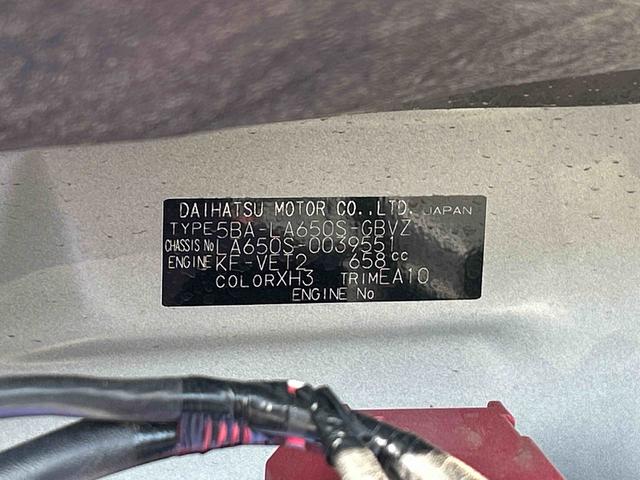 DAIHATSU MOTOR CO.,LTD. JAPAN
TYPE 5BA-LA650S-GBVZ
CHASSIS No LA650S-0039551
ENGINE KF-VET2 658cc
COLOR XH3 TRIM EA10
ENGINE No